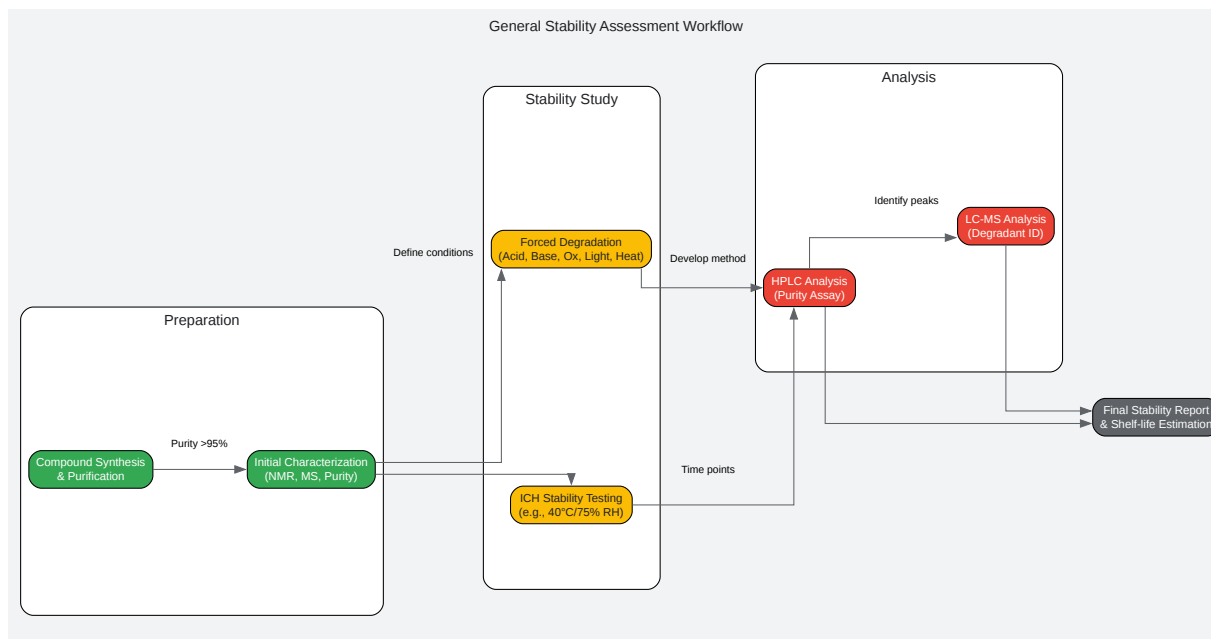 General Stability Assessment Workflow
Preparation
Compound Synthesis
& Purification
Purity >95%
Initial Characterization
(NMR, MS, Purity)
Define conditions
Stability Study
Forced Degradation
(Acid, Base, Ox, Light, Heat)
ICH Stability Testing
(e.g., 40°C/75% RH)
Develop method
Time points
Analysis
HPLC Analysis
(Purity Assay)
Identify peaks
LC-MS Analysis
(Degradant ID)
Final Stability Report
& Shelf-life Estimation